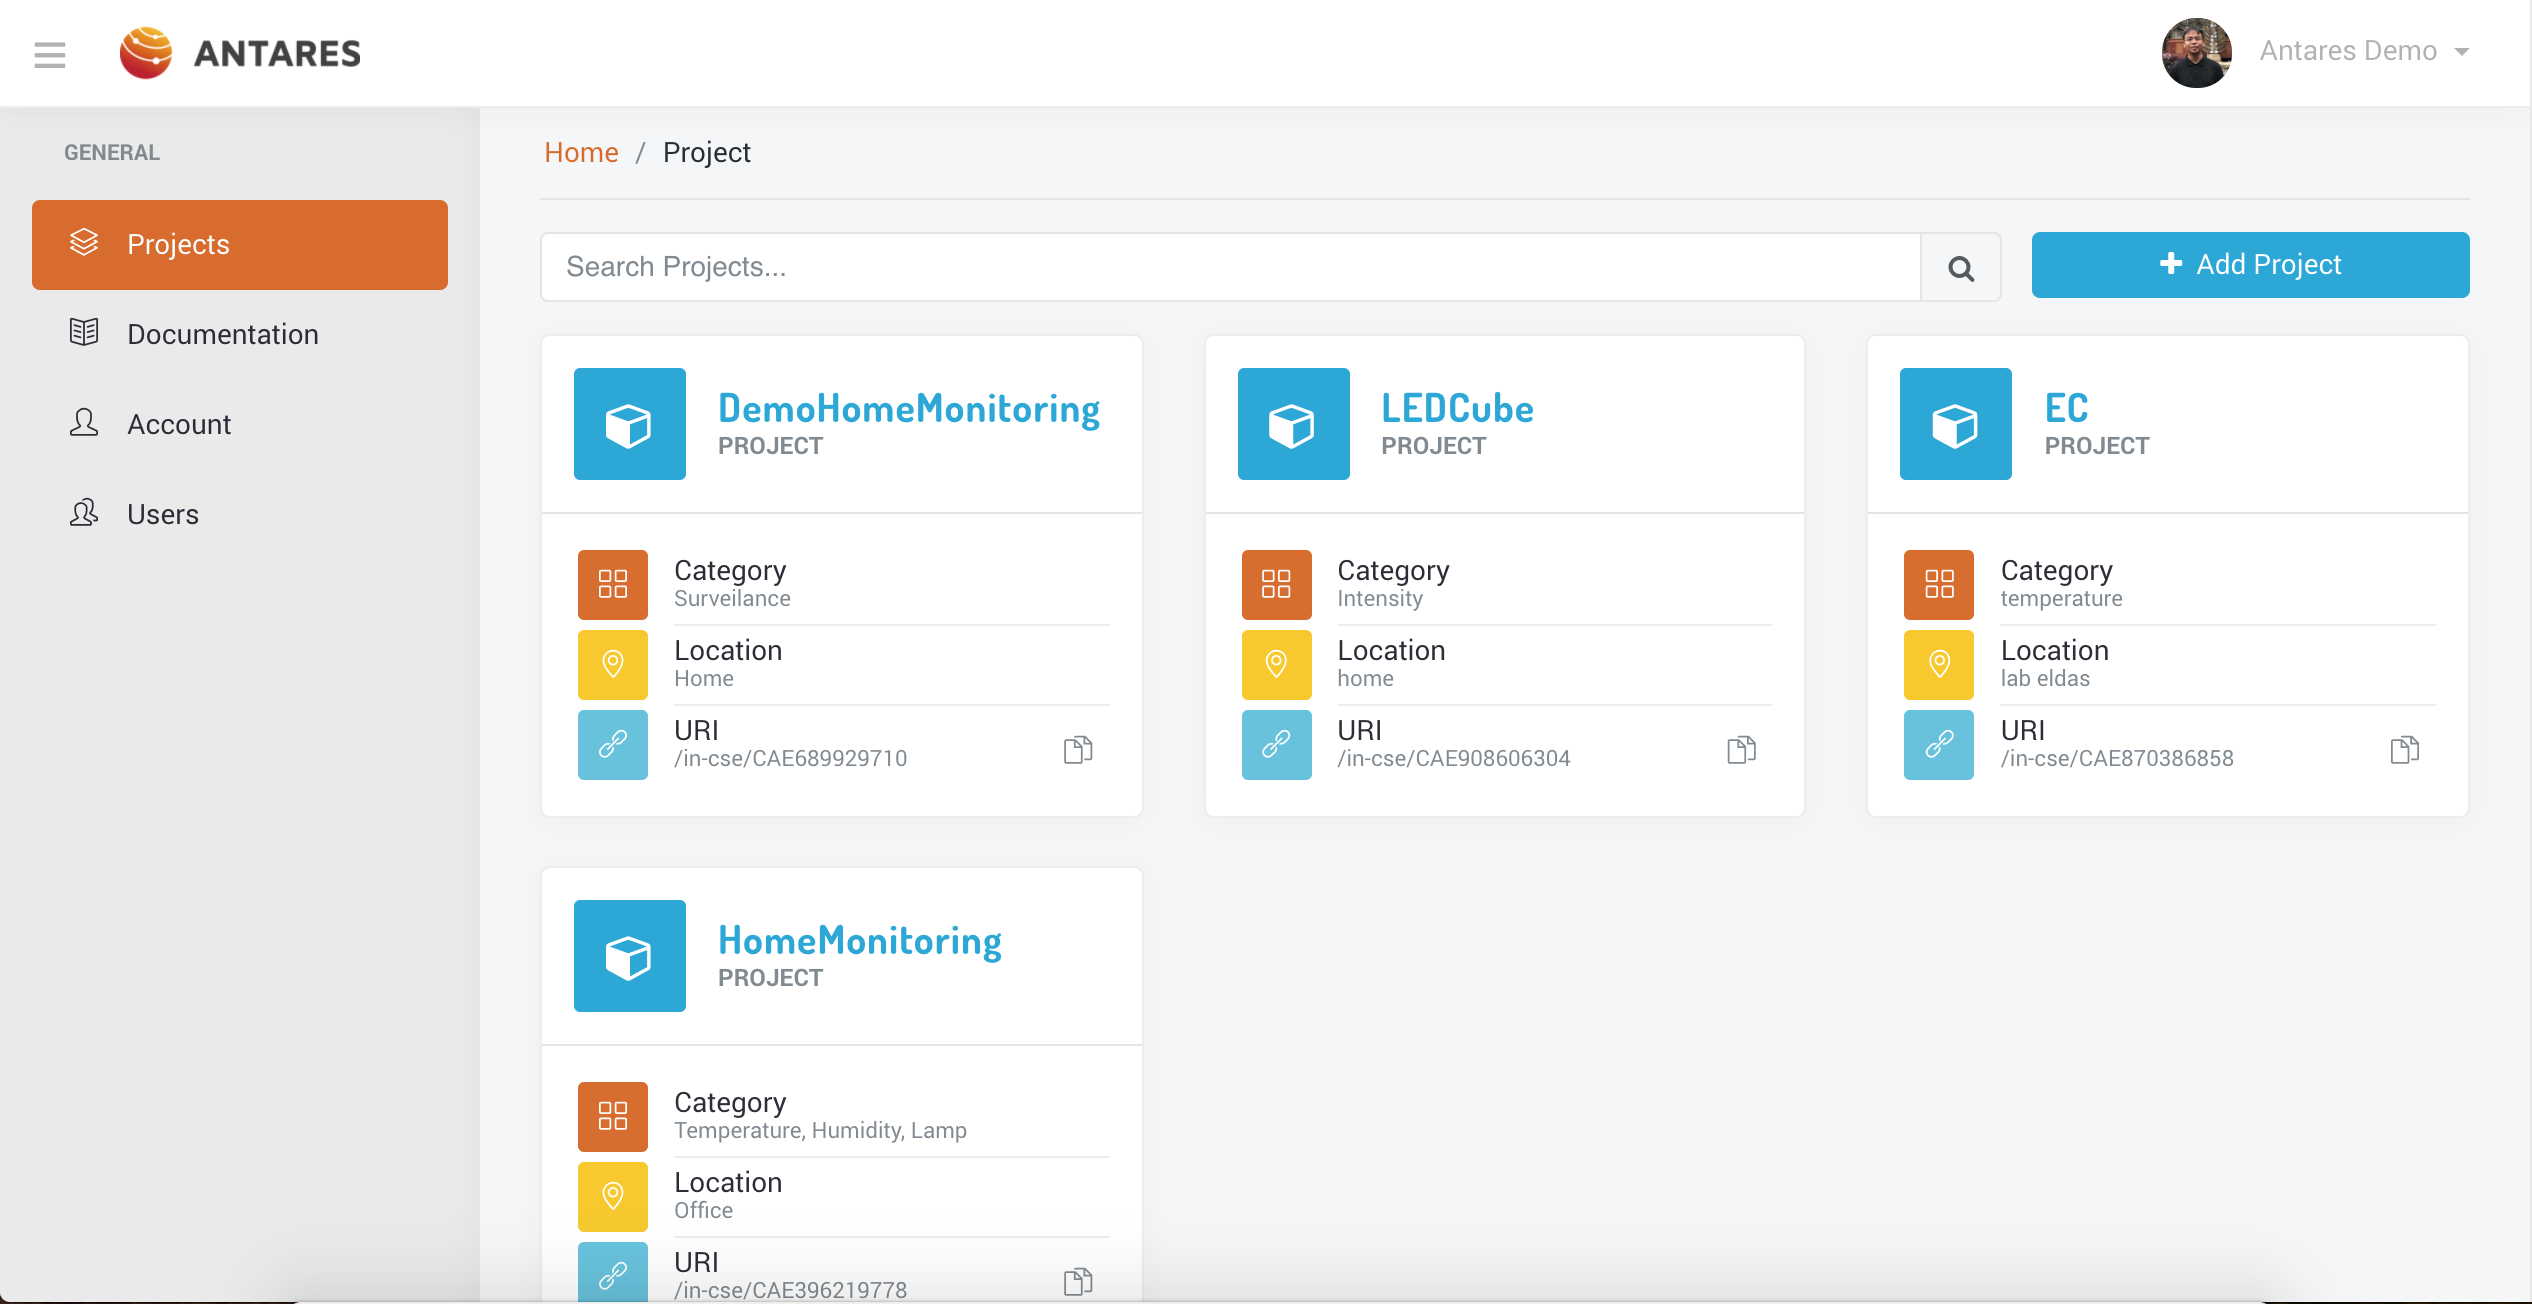 ANTARES
Antares Demo
GENERAL
Projects
Documentation
Account
Users
Home / Project
Search Projects...
Add Project
DemoHomeMonitoring
PROJECT
Category
Surveilance
Location
Home
URI
/in-cse/CAE689929710
LEDCube
PROJECT
Category
Intensity
Location
home
URI
/in-cse/CAE908606304
EC
PROJECT
Category
temperature
Location
lab eldas
URI
/in-cse/CAE870386858
HomeMonitoring
PROJECT
Category
Temperature, Humidity, Lamp
Location
Office
URI
/in-cse/CAE396219778